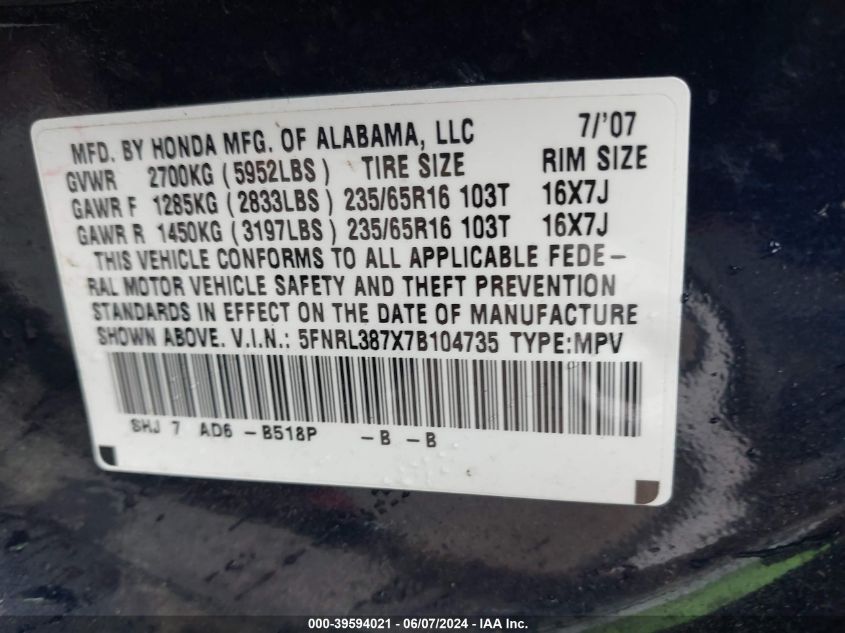 MFD. BY HONDA MFG. OF ALABAMA, LLC 7/'07
GVWR 2700KG (5952LBS) TIRE SIZE RIM SIZE
GAWR F 1285KG (2833LBS) 235/65R16 103T 16X7J
GAWR R 1450KG (3197LBS) 235/65R16 103T 16X7J
THIS VEHICLE CONFORMS TO ALL APPLICABLE FEDE-
RAL MOTOR VEHICLE SAFETY AND THEFT PREVENTION
STANDARDS IN EFFECT ON THE DATE OF MANUFACTURE
SHOWN ABOVE. V.I.N.: 5FNRL387X7B104735 TYPE:MPV
SHJ 7 AD6 -B518P -B -B
000-39594021 - 06/07/2024 - IAA Inc.